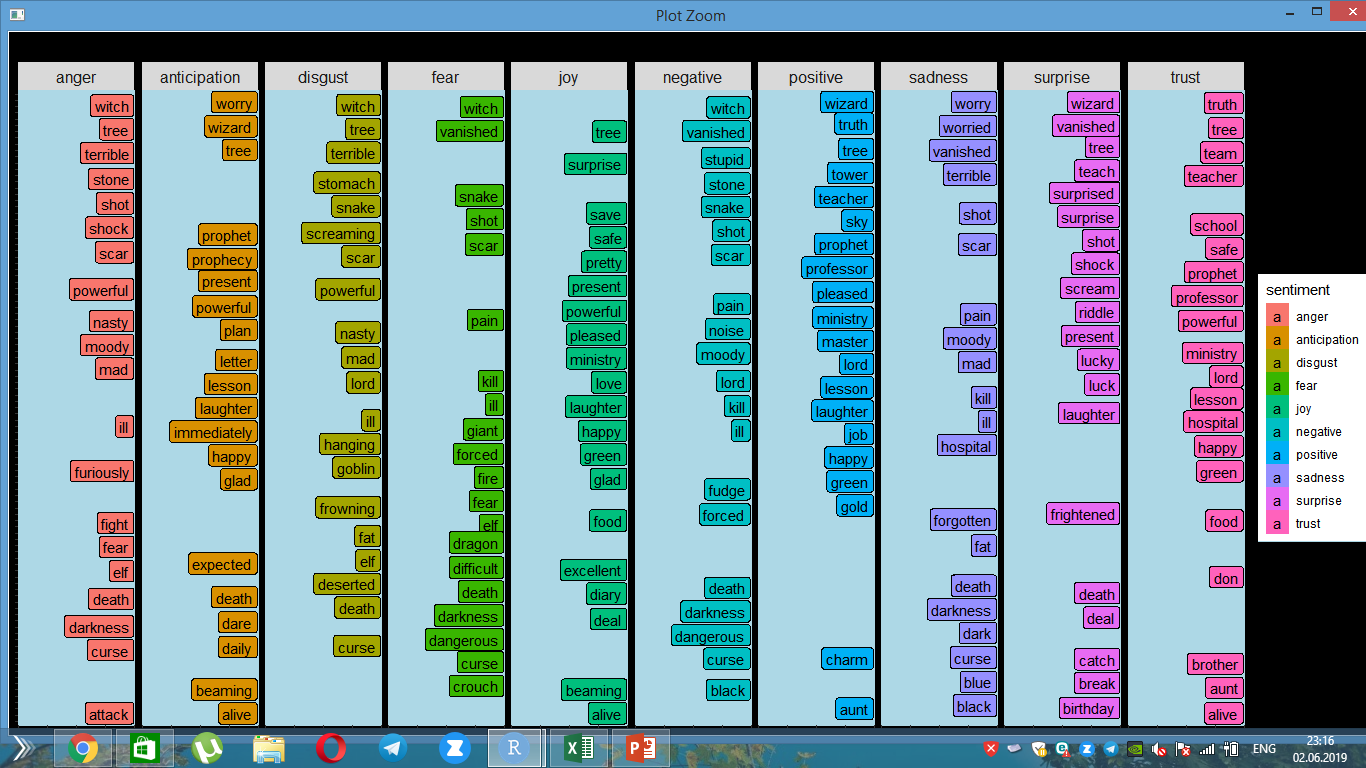 Plot Zoom
anger
witch
tree
terrible
stone
shot
shock
scar
powerful
nasty
moody
mad
ill
furiously
fight
fear
elf
death
darkness
curse
attack
anticipation
worry
wizard
tree
prophet
prophecy
present
powerful
plan
letter
lesson
laughter
immediately
happy
glad
expected
death
dare
daily
beaming
alive
disgust
witch
tree
terrible
stomach
snake
screaming
scar
powerful
nasty
mad
lord
ill
hanging
goblin
frowning
fat
elf
deserted
death
curse
fear
witch
vanished
snake
shot
scar
pain
kill
ill
giant
forced
fire
fear
elf
dragon
difficult
death
darkness
dangerous
curse
crouch
joy
tree
surprise
save
safe
pretty
present
powerful
pleased
ministry
love
laughter
happy
green
glad
food
excellent
diary
deal
beaming
alive
negative
witch
vanished
stupid
stone
snake
shot
scar
pain
noise
moody
lord
kill
ill
fudge
forced
death
darkness
dangerous
curse
black
positive
wizard
truth
tree
tower
teacher
sky
prophet
professor
pleased
ministry
master
lord
lesson
laughter
job
happy
green
gold
charm
aunt
sadness
worry
worried
vanished
terrible
shot
scar
pain
moody
mad
kill
ill
hospital
forgotten
fat
death
darkness
dark
curse
blue
black
surprise
wizard
vanished
tree
teach
surprised
surprise
shot
shock
scream
riddle
present
lucky
luck
laughter
frightened
death
deal
catch
break
birthday
trust
truth
tree
team
teacher
school
safe
prophet
professor
powerful
ministry
lord
lesson
hospital
happy
green
food
don
brother
aunt
alive
sentiment
a anger
a anticipation
a disgust
a fear
a joy
a negative
a positive
a sadness
a surprise
a trust
R
ENG
23:16
02.06.2019